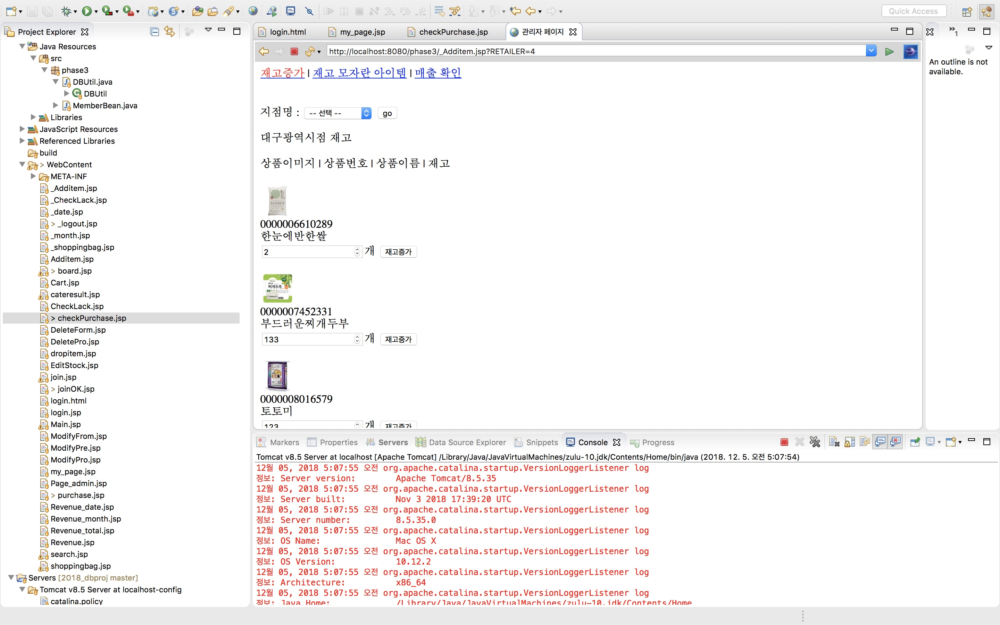 Quick Access
Project Explorer
Java Resources
src
phase3
DBUtil.java
DBUtil
MemberBean.java
Libraries
JavaScript Resources
Referenced Libraries
build
> WebContent
META-INF
_Additem.jsp
_CheckLack.jsp
_date.jsp
> _logout.jsp
_month.jsp
_shoppingbag.jsp
Additem.jsp
> board.jsp
Cart.jsp
cateresult.jsp
CheckLack.jsp
> checkPurchase.jsp
DeleteForm.jsp
DeletePro.jsp
dropitem.jsp
EditStock.jsp
join.jsp
> joinOK.jsp
login.html
login.jsp
Main.jsp
ModifyFrom.jsp
ModifyPre.jsp
ModifyPro.jsp
my_page.jsp
Page_admin.jsp
> purchase.jsp
Revenue_date.jsp
Revenue_month.jsp
Revenue_total.jsp
Revenue.jsp
search.jsp
shoppingbag.jsp
Servers [2018_dbproj master]
Tomcat v8.5 Server at localhost-config
catalina.policy
login.html my_page.jsp checkPurchase.jsp 관리자 페이지
http://localhost:8080/phase3/_Additem.jsp?RETAILER=4
재고증가 | 재고 모자란 아이템 | 매출 확인
지점명 : -- 선택 -- go
대구광역시점 재고
상품이미지 | 상품번호 | 상품이름 | 재고
0000006610289
한눈에반한쌀
2 개 재고증가
찌개두부
0000007452331
부드러운찌개두부
133 개 재고증가
0000008016579
토토미
123 개 재고증가
1
An outline is not
available.
Markers Properties Servers Data Source Explorer Snippets Console Progress
Tomcat v8.5 Server at localhost [Apache Tomcat] /Library/Java/JavaVirtualMachines/zulu-10.jdk/Contents/Home/bin/java (2018. 12. 5. 오전 5:07:54)
12월 05, 2018 5:07:55 오전 org.apache.catalina.startup.VersionLoggerListener log
정보: Server version: Apache Tomcat/8.5.35
12월 05, 2018 5:07:55 오전 org.apache.catalina.startup.VersionLoggerListener log
정보: Server built: Nov 3 2018 17:39:20 UTC
12월 05, 2018 5:07:55 오전 org.apache.catalina.startup.VersionLoggerListener log
정보: Server number: 8.5.35.0
12월 05, 2018 5:07:55 오전 org.apache.catalina.startup.VersionLoggerListener log
정보: OS Name: Mac OS X
12월 05, 2018 5:07:55 오전 org.apache.catalina.startup.VersionLoggerListener log
정보: OS Version: 10.12.2
12월 05, 2018 5:07:55 오전 org.apache.catalina.startup.VersionLoggerListener log
정보: Architecture: x86_64
12월 05, 2018 5:07:55 오전 org.apache.catalina.startup.VersionLoggerListener log
정보: Java Home: /Library/Java/JavaVirtualMachines/zulu-10.jdk/Contents/Home